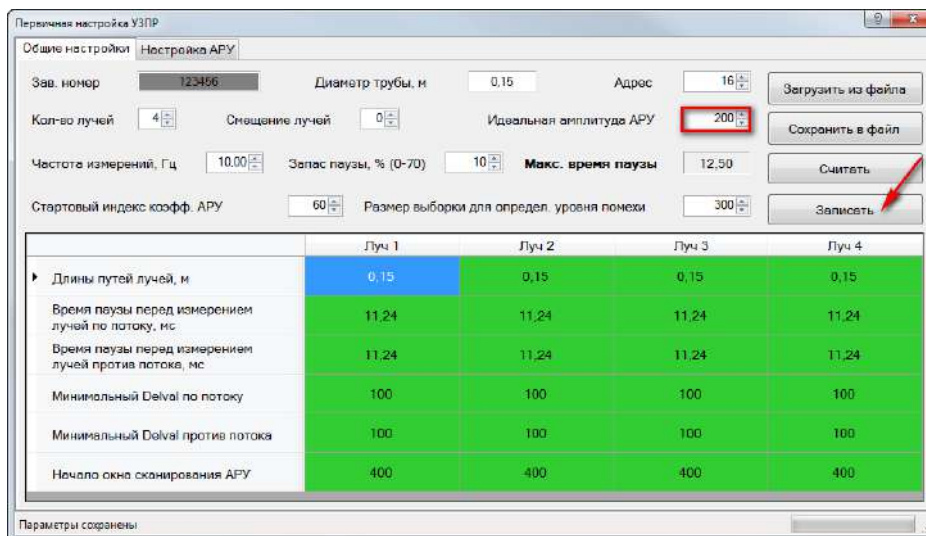 Первичная настройка УЗПР
Общие настройки Настройка АРУ
Зав. номер 123456 Диаметр трубы, м 0,15 Адрес 16 Загрузить из файла
Кол-во лучей 4 Смещение лучей 0 Идеальная амплитуда АРУ 200 Сохранить в файл
Частота измерений, Гц 10,00 Запас паузы, % (0-70) 10 Макс. время паузы 12,50 Считать
Стартовый индекс коэфф. АРУ 60 Размер выборки для определ. уровня помехи 300 Записать
Луч 1 Луч 2 Луч 3 Луч 4
Длины путей лучей, м 0,15 0,15 0,15 0,15
Время паузы перед измерением
лучей по потоку, мс 11,24 11,24 11,24 11,24
Время паузы перед измерением
лучей против потока, мс 11,24 11,24 11,24 11,24
Минимальный Delval по потоку 100 100 100 100
Минимальный Delval против потока 100 100 100 100
Начало окна сканирования АРУ 400 400 400 400
Параметры сохранены